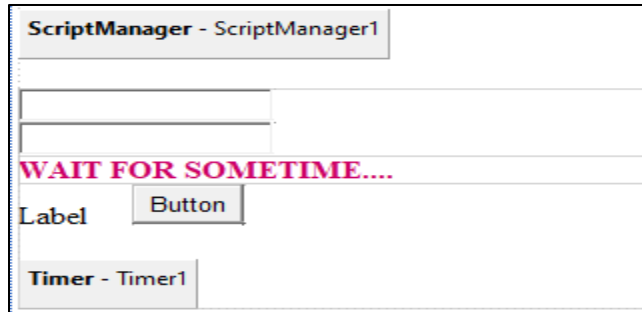 ScriptManager - ScriptManager1
WAIT FOR SOMETIME....
Label Button
Timer - Timer1